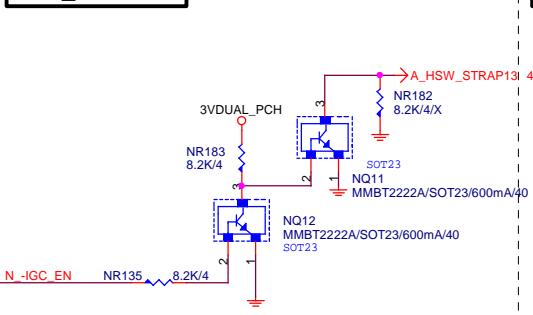 A_HSW_STRAP13 4
3
NR182
8.2K/4/X
3VDUAL_PCH
NR183
8.2K/4
SOT23
2
1
NQ11
MMBT2222A/SOT23/600mA/40
3
NQ12
MMBT2222A/SOT23/600mA/40
SOT23
2
1
N_-IGC_EN
NR135
8.2K/4